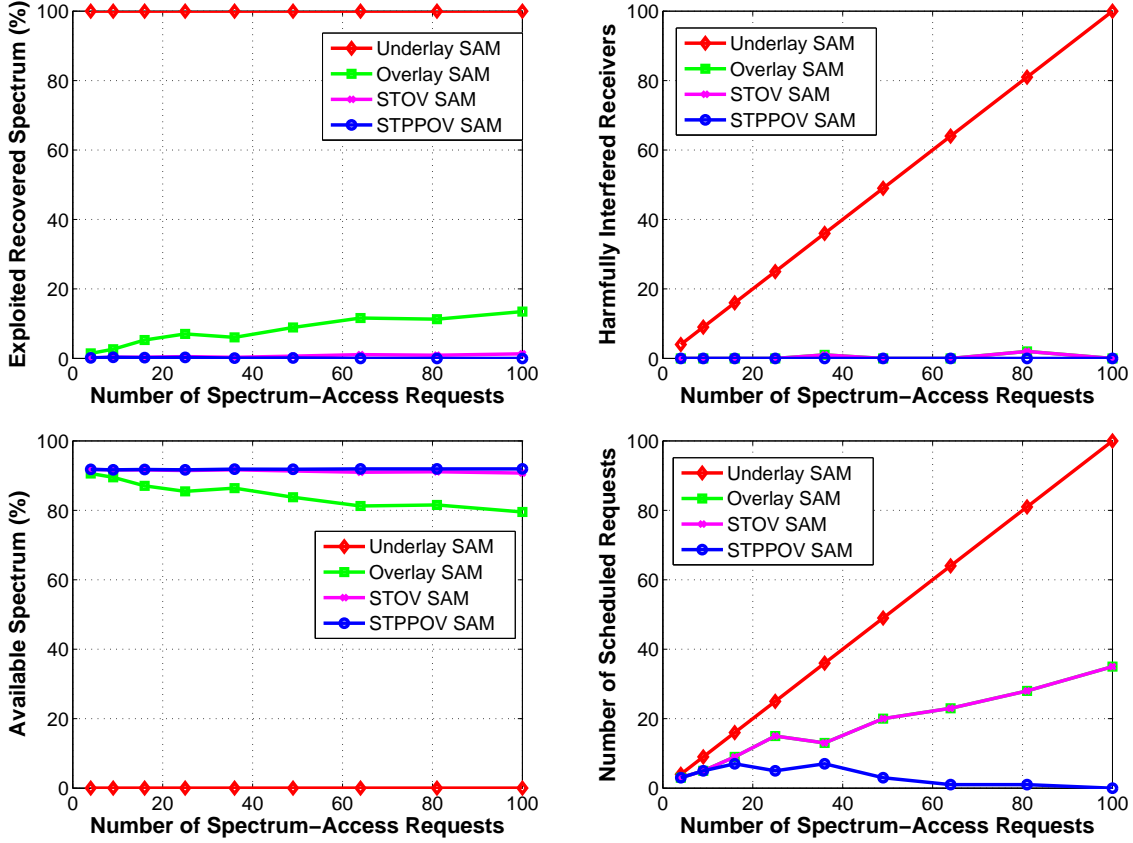 Exploited Recovered Spectrum (%)
100
80
60
40
20
0
Underlay SAM
Overlay SAM
STOV SAM
STPPOV SAM
0 20 40 60 80 100
Number of Spectrum−Access Requests
Harmfully Interfered Receivers
100
80
60
40
20
0
Underlay SAM
Overlay SAM
STOV SAM
STPPOV SAM
0 20 40 60 80 100
Number of Spectrum−Access Requests
Available Spectrum (%)
100
80
60
40
20
0
Underlay SAM
Overlay SAM
STOV SAM
STPPOV SAM
0 20 40 60 80 100
Number of Spectrum−Access Requests
Number of Scheduled Requests
100
80
60
40
20
0
Underlay SAM
Overlay SAM
STOV SAM
STPPOV SAM
0 20 40 60 80 100
Number of Spectrum−Access Requests